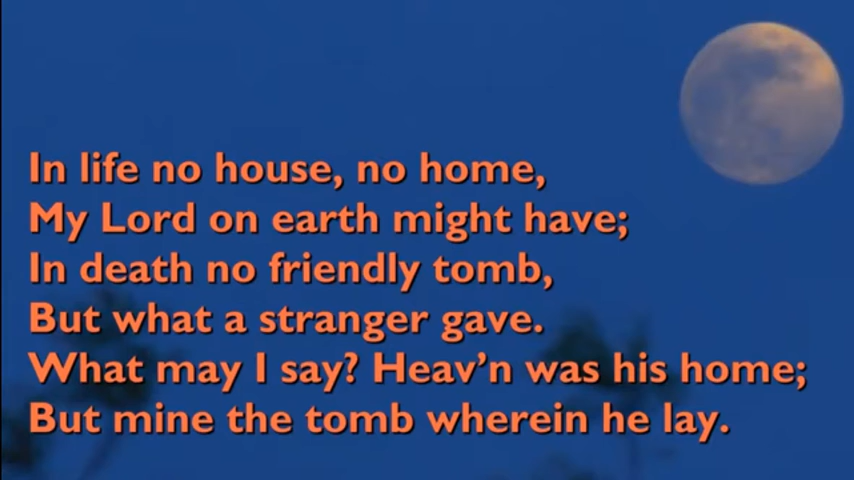 In life no house, no home,
My Lord on earth might have;
In death no friendly tomb,
But what a stranger gave.
What may I say? Heav’n was his home;
But mine the tomb wherein he lay.